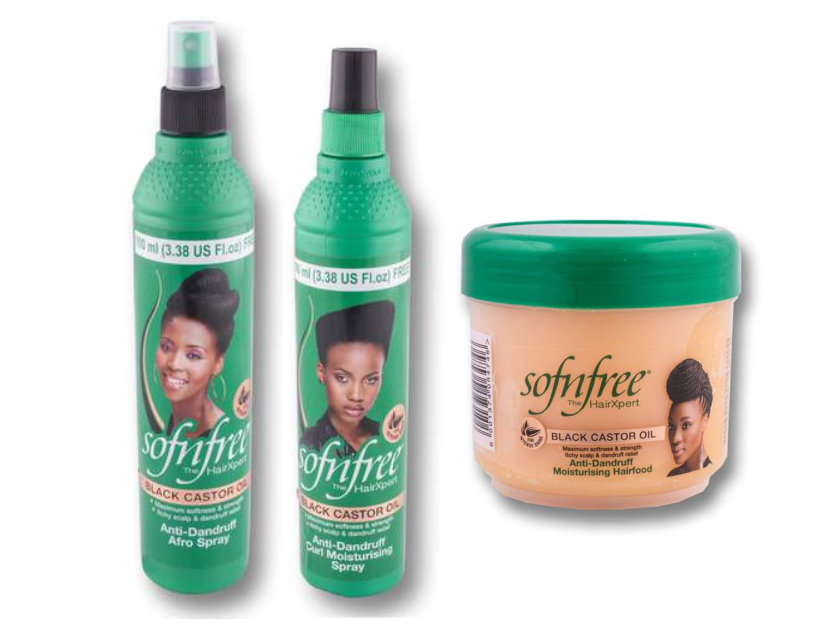 00 ml (3.38 US Fl.oz) FREE
sofnfree
The HairXpert
BLACK CASTOR OIL
• Maximum softness & strength
• Itchy scalp & dandruff relief
Anti-Dandruff
Afro Spray
ml (3.38 US Fl.oz) FREE
sofnfree
The HairXpert
BLACK CASTOR OIL
Maximum softness & strength
Itchy scalp & dandruff relief
Anti-Dandruff
Curl Moisturising
Spray
sofnfree®
The HairXpert
BLACK CASTOR OIL
Maximum softness & strength
Itchy scalp & dandruff relief
Anti-Dandruff
Moisturising Hairfood